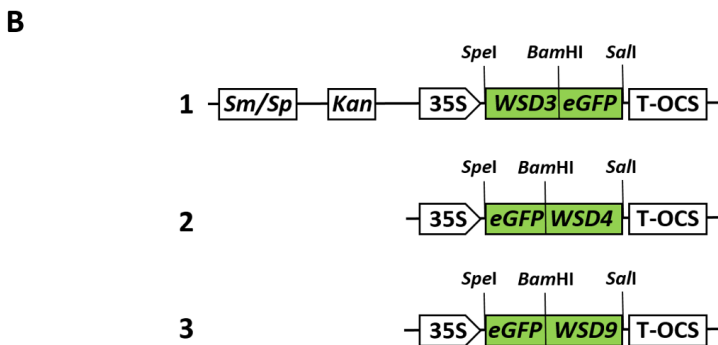 B
SpeI BamHI SalI
1 Sm/Sp Kan 35S WSD3 eGFP T-OCS
SpeI BamHI SalI
2 35S eGFP WSD4 T-OCS
SpeI BamHI SalI
3 35S eGFP WSD9 T-OCS